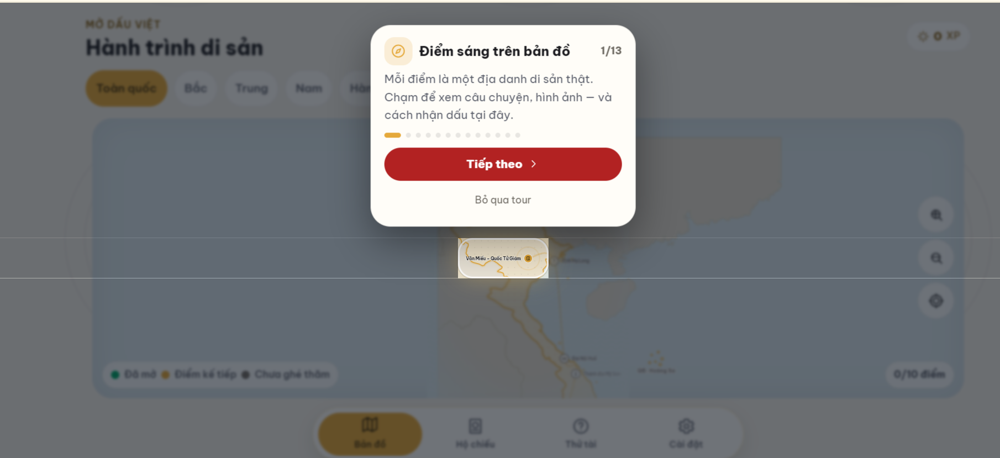 MỞ DẤU VIỆT
Hành trình di sản
0 XP
Toàn quốc
Bắc
Trung
Nam
Điểm sáng trên bản đồ
1/13
Mỗi điểm là một địa danh di sản thật.
Chạm để xem câu chuyện, hình ảnh — và
cách nhận dấu tại đây.
Tiếp theo
Bỏ qua tour
Văn Miếu – Quốc Tử Giám
Đã mở
Điểm kế tiếp
Chưa ghé thăm
0/10 điểm
Bản đồ
Hộ chiếu
Thử tài
Cài đặt